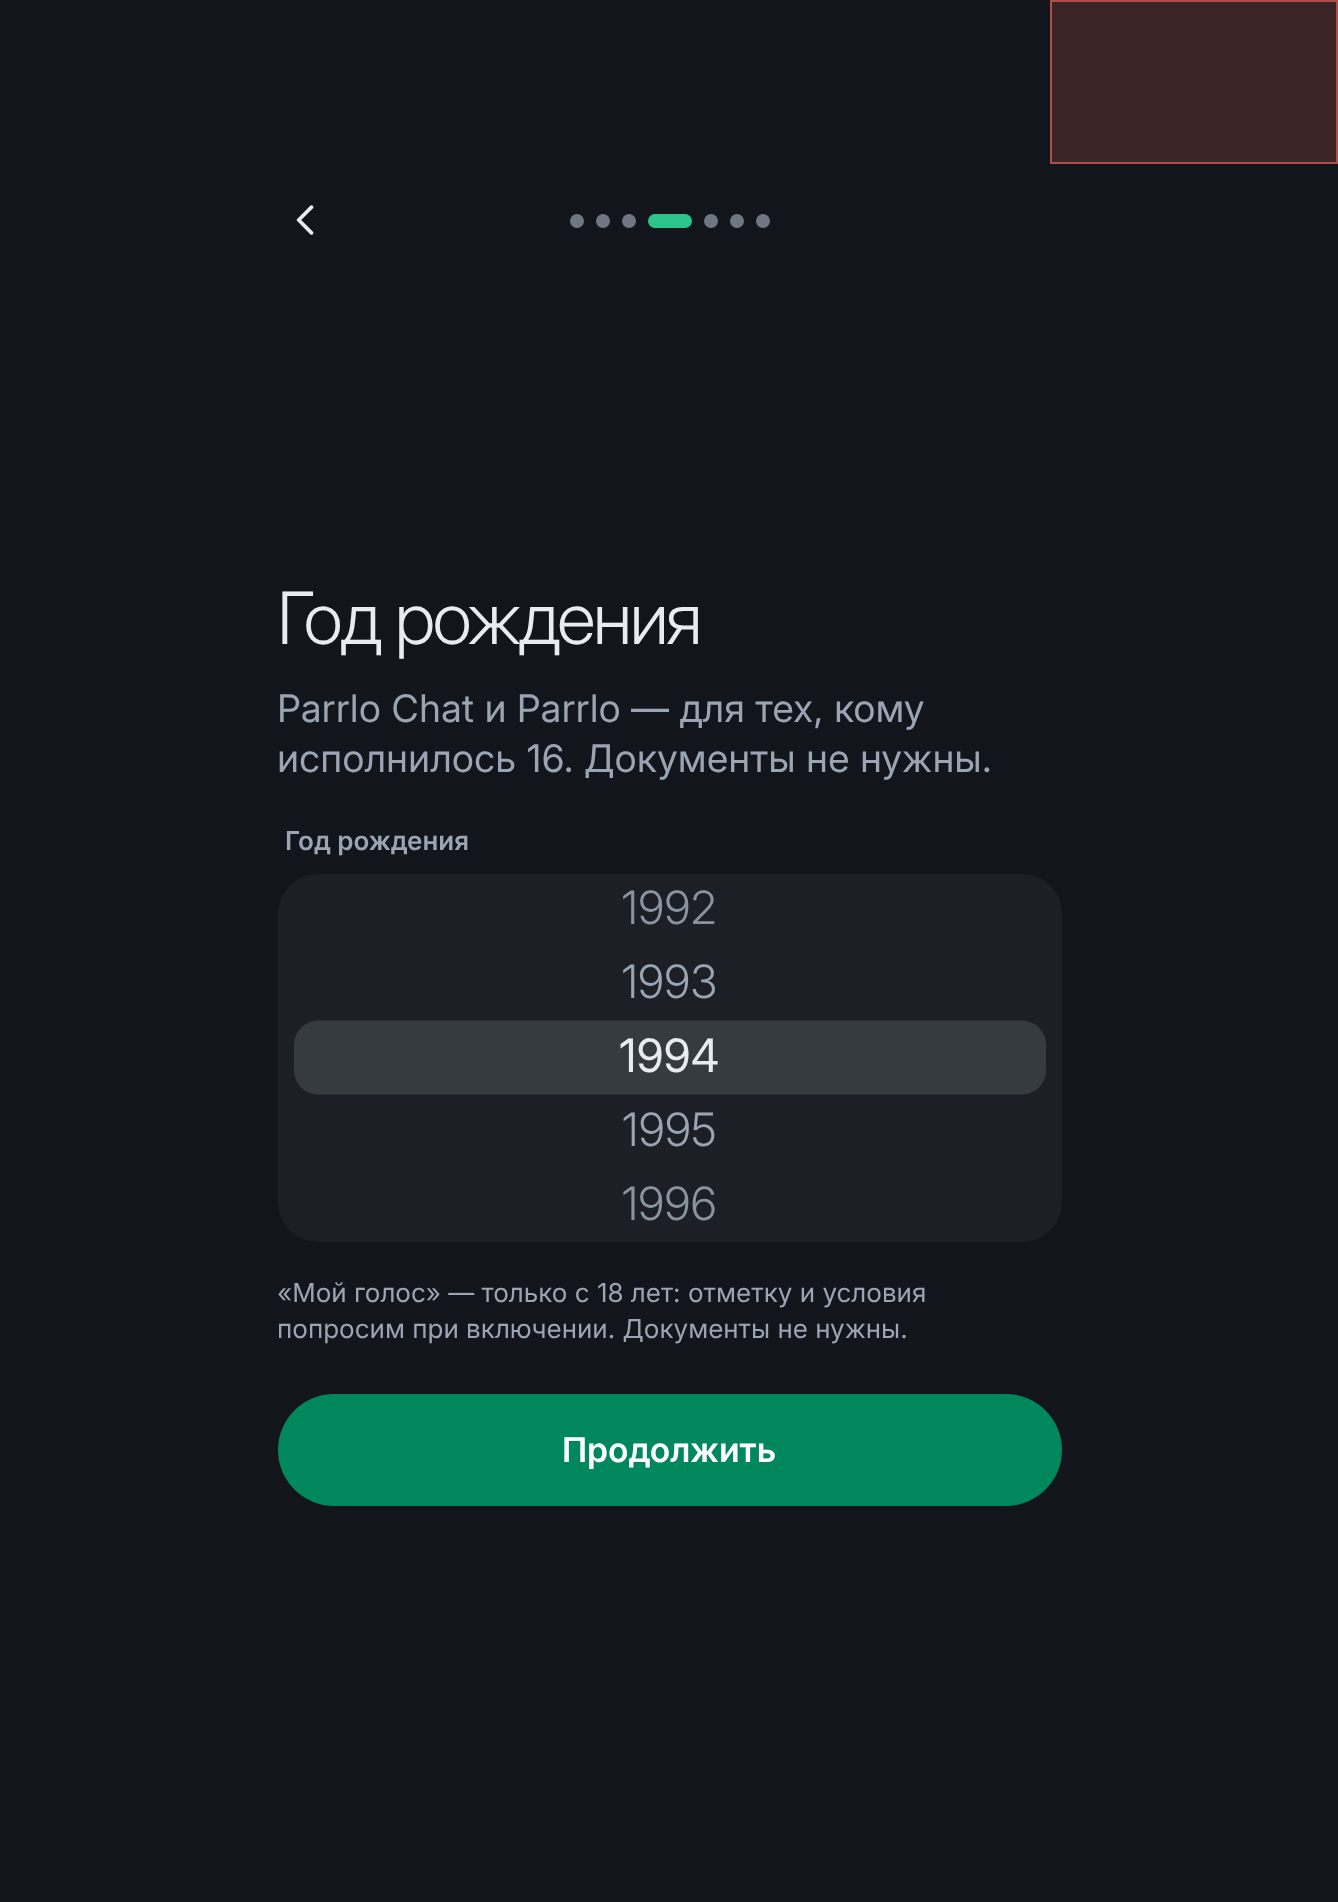 Год рождения
Parrlo Chat и Parrlo — для тех, кому
исполнилось 16. Документы не нужны.
Год рождения
1992
1993
1994
1995
1996
«Мой голос» — только с 18 лет: отметку и условия
попросим при включении. Документы не нужны.
Продолжить